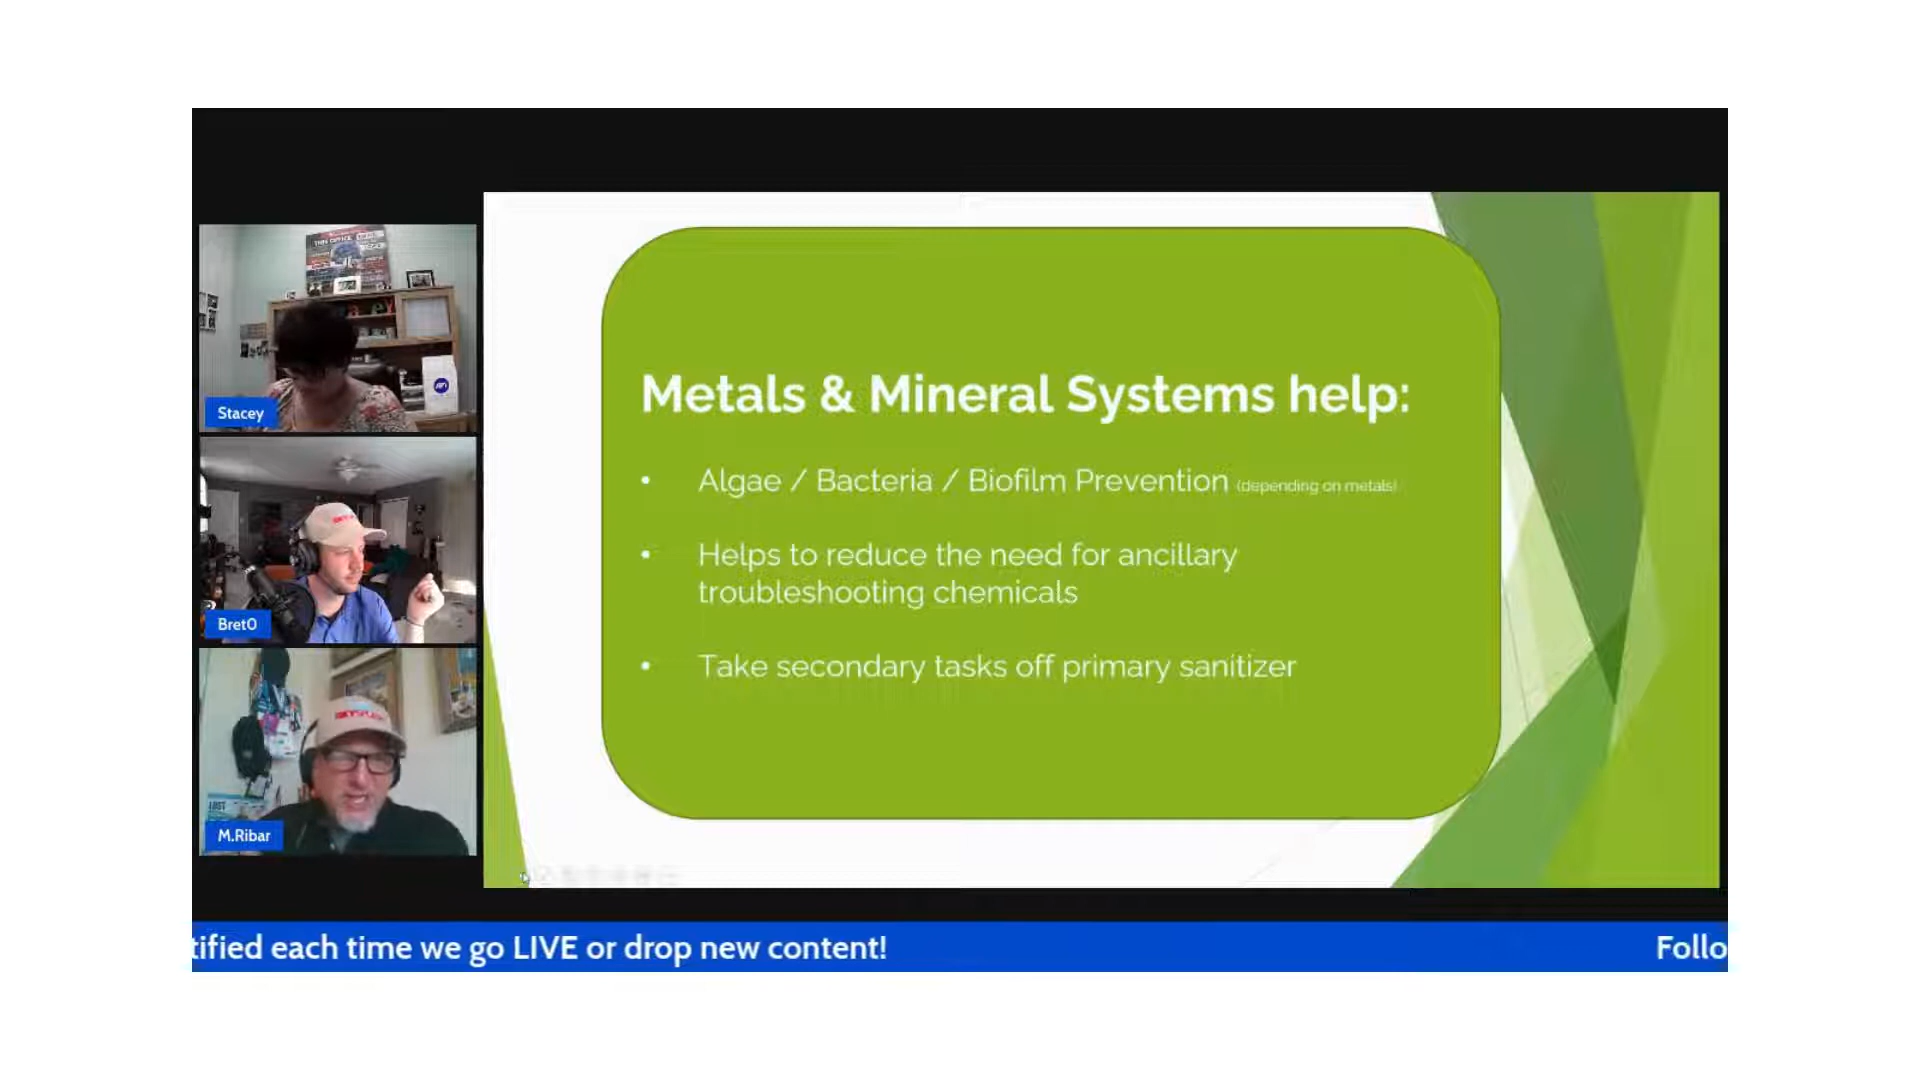 Stacey
BretO
LOST
M.Ribar
Metals & Mineral Systems help:
• Algae / Bacteria / Biofilm Prevention (depending on metals)
• Helps to reduce the need for ancillary
troubleshooting chemicals
• Take secondary tasks off primary sanitizer
tified each time we go LIVE or drop new content!
Follo